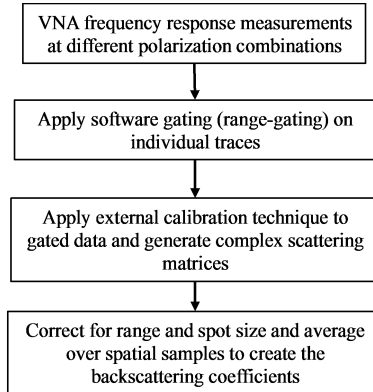 VNA frequency response measurements
at different polarization combinations
Apply software gating (range-gating) on
individual traces
Apply external calibration technique to
gated data and generate complex scattering
matrices
Correct for range and spot size and average
over spatial samples to create the
backscattering coefficients